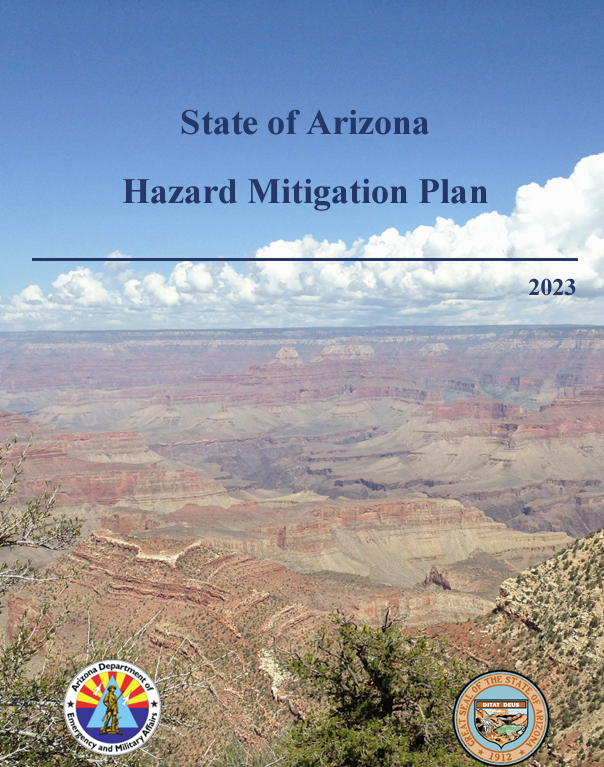 State of Arizona
Hazard Mitigation Plan
2023
Arizona Department of
Emergency and Military Affairs
GREAT SEAL OF THE STATE OF ARIZONA
DITAT DEUS
1912